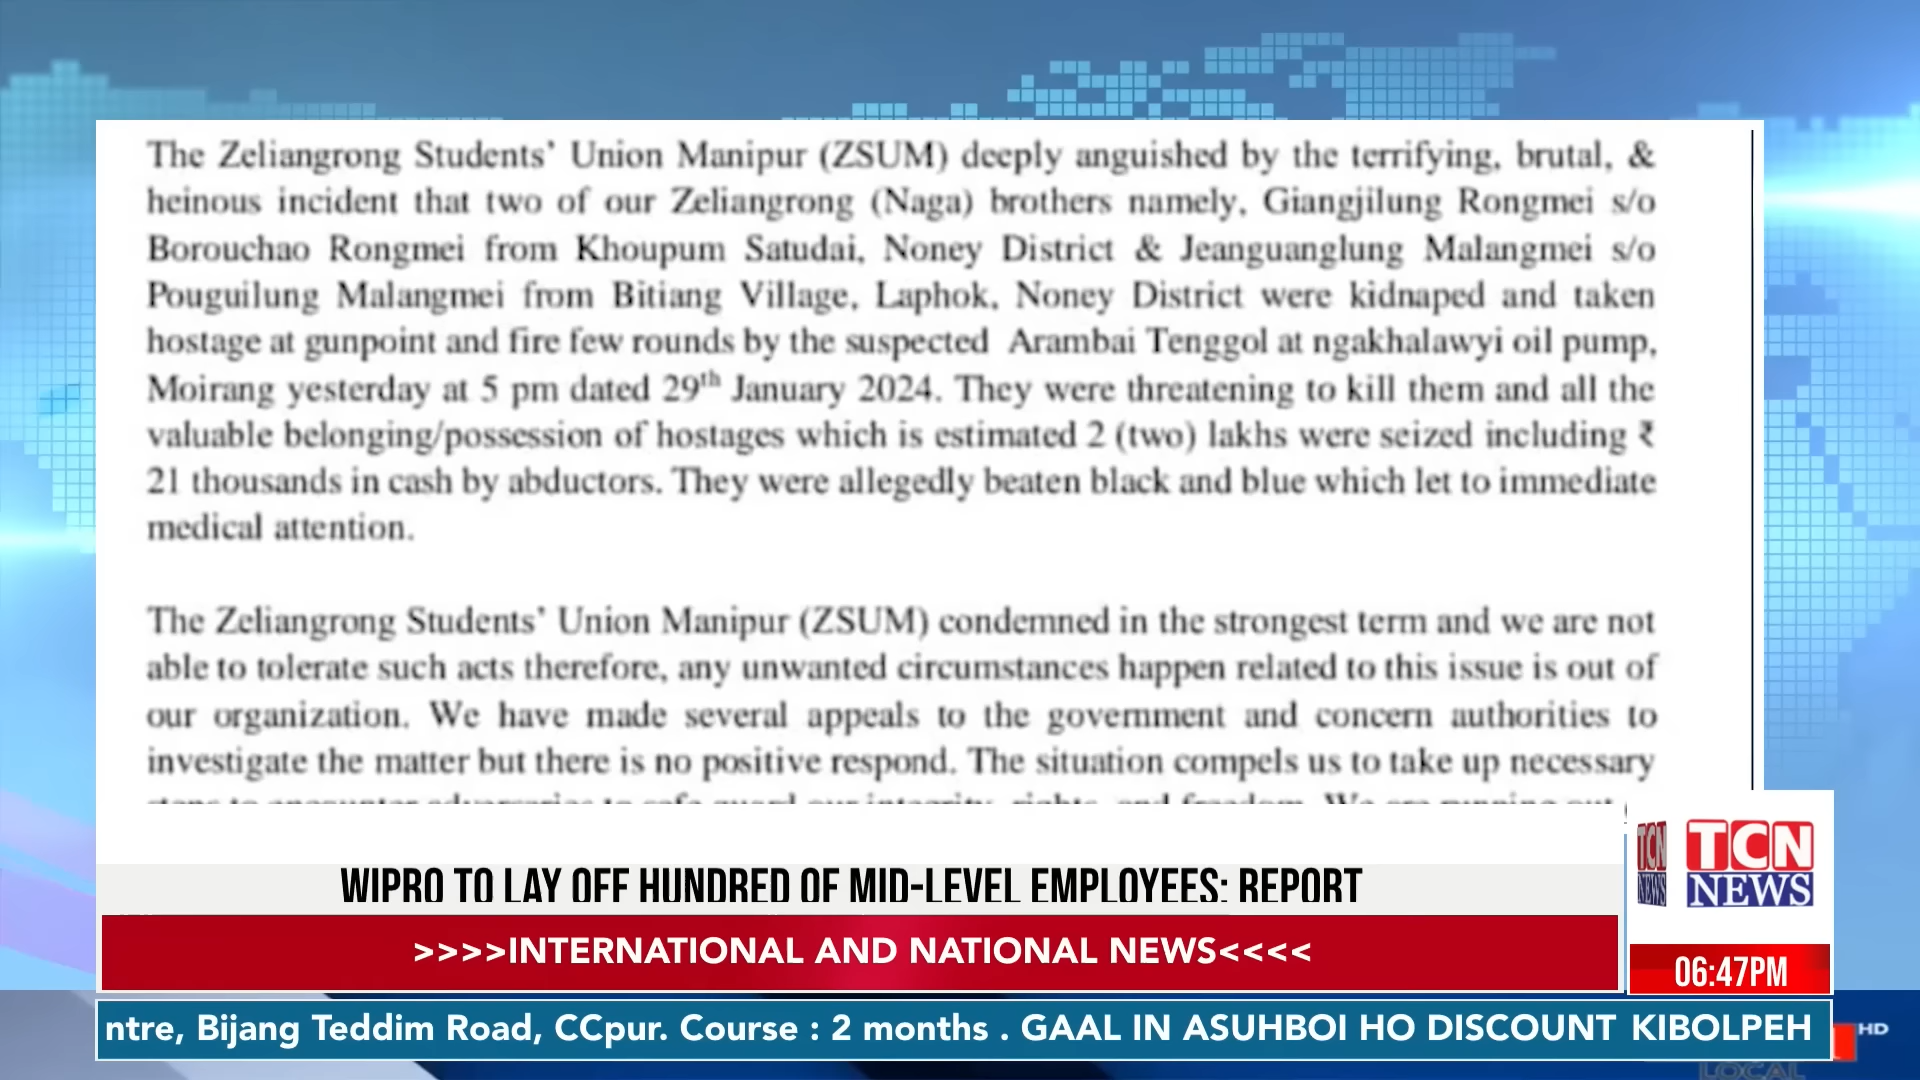 The Zeliangrong Students' Union Manipur (ZSUM) deeply anguished by the terrifying, brutal, &
heinous incident that two of our Zeliangrong (Naga) brothers namely, Giangjilung Rongmei s/o
Borouchao Rongmei from Khoupum Satudai, Noney District & Jeanguanglung Malangmei s/o
Pouguilung Malangmei from Bitiang Village, Laphok, Noney District were kidnaped and taken
hostage at gunpoint and fire few rounds by the suspected Arambai Tenggol at ngakhalawyi oil pump,
Moirang yesterday at 5 pm dated 29th January 2024. They were threatening to kill them and all the
valuable belonging/possession of hostages which is estimated 2 (two) lakhs were seized including ₹
21 thousands in cash by abductors. They were allegedly beaten black and blue which let to immediate
medical attention.
The Zeliangrong Students' Union Manipur (ZSUM) condemned in the strongest term and we are not
able to tolerate such acts therefore, any unwanted circumstances happen related to this issue is out of
our organization. We have made several appeals to the government and concern authorities to
investigate the matter but there is no positive respond. The situation compels us to take up necessary
TCN NEWS
TCN
NEWS
WIPRO TO LAY OFF HUNDRED OF MID-LEVEL EMPLOYEES: REPORT
>>>>INTERNATIONAL AND NATIONAL NEWS<<<<
06:47PM
ntre, Bijang Teddim Road, CCpur. Course : 2 months . GAAL IN ASUHBOI HO DISCOUNT KIBOLPEH
HD
LOCAL